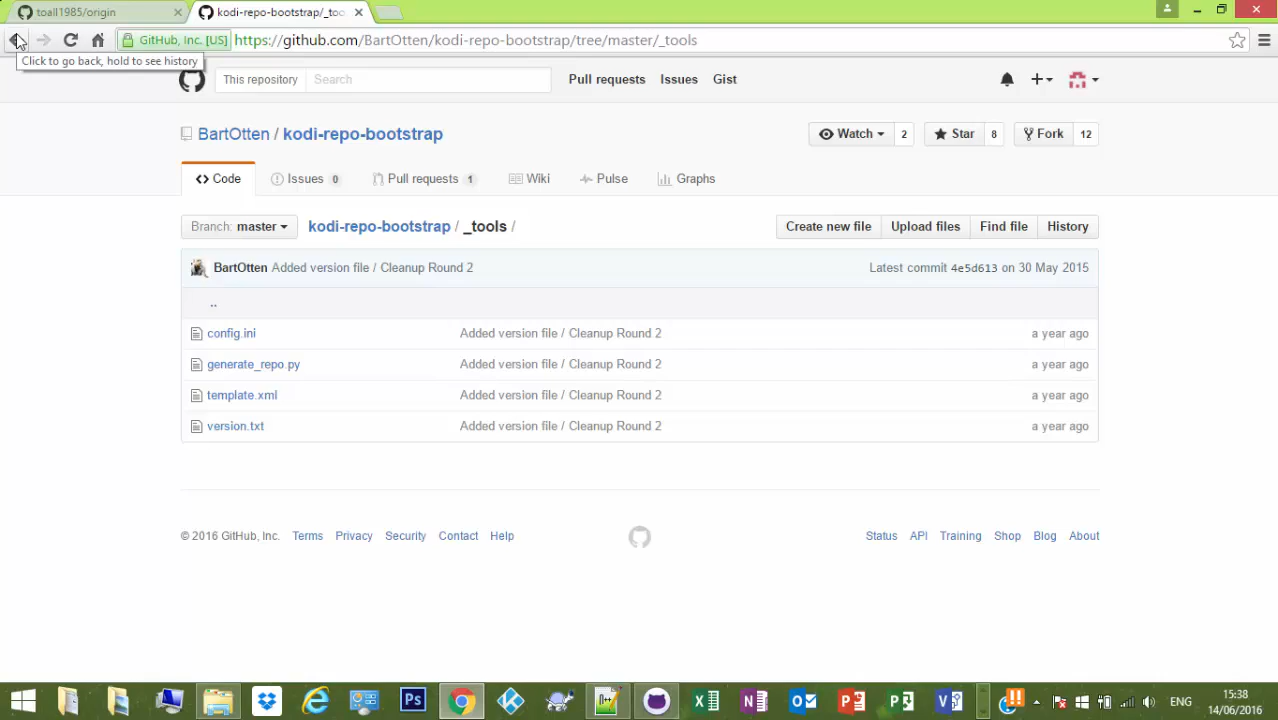 toall1985/origin
kodi-repo-bootstrap/_too
GitHub, Inc. [US] https://github.com/BartOtten/kodi-repo-bootstrap/tree/master/_tools
Click to go back, hold to see history
This repository Search Pull requests Issues Gist
BartOtten / kodi-repo-bootstrap
Watch 2 Star 8 Fork 12
Code Issues 0 Pull requests 1 Wiki Pulse Graphs
Branch: master kodi-repo-bootstrap / _tools / Create new file Upload files Find file History
BartOtten Added version file / Cleanup Round 2 Latest commit 4e5d613 on 30 May 2015
..
config.ini Added version file / Cleanup Round 2 a year ago
generate_repo.py Added version file / Cleanup Round 2 a year ago
template.xml Added version file / Cleanup Round 2 a year ago
version.txt Added version file / Cleanup Round 2 a year ago
© 2016 GitHub, Inc. Terms Privacy Security Contact Help Status API Training Shop Blog About
ENG
15:38
14/06/2016